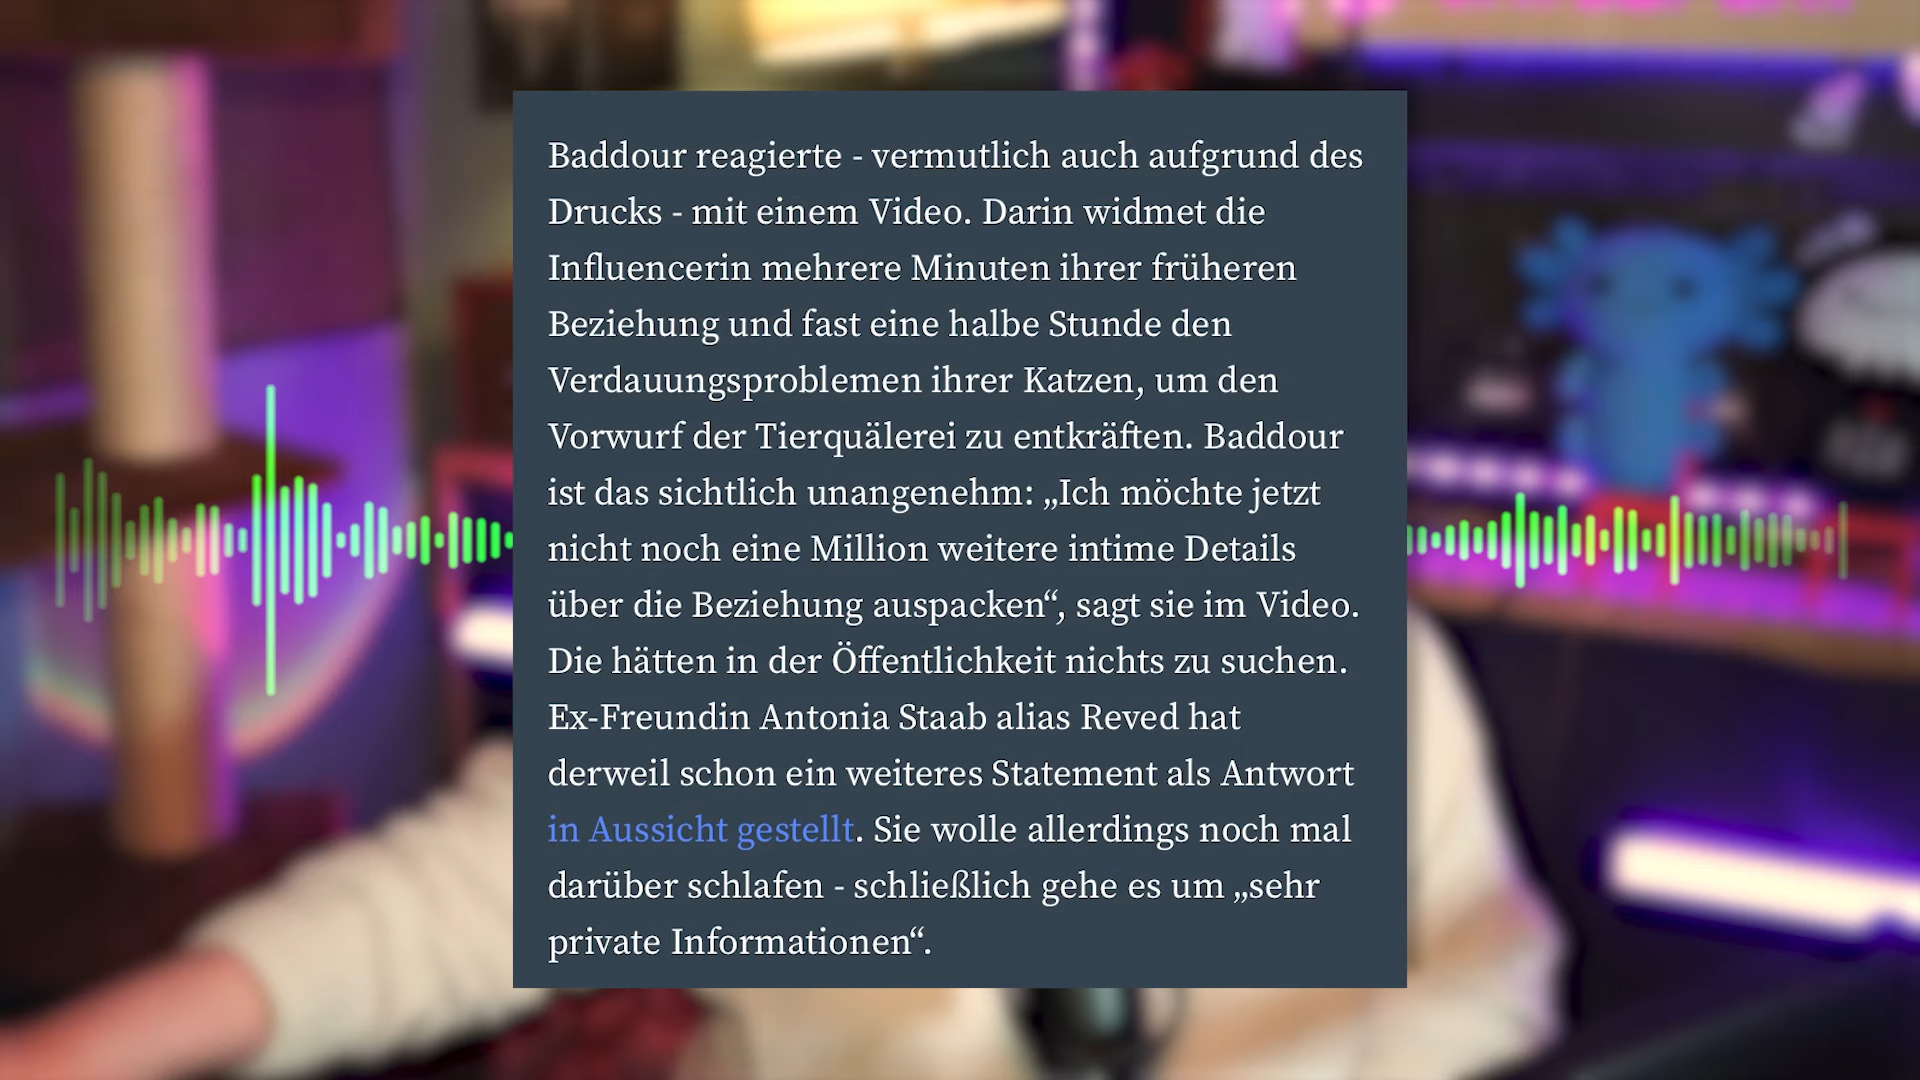 Baddour reagierte - vermutlich auch aufgrund des
Drucks - mit einem Video. Darin widmet die
Influencerin mehrere Minuten ihrer früheren
Beziehung und fast eine halbe Stunde den
Verdauungsproblemen ihrer Katzen, um den
Vorwurf der Tierquälerei zu entkräften. Baddour
ist das sichtlich unangenehm: „Ich möchte jetzt
nicht noch eine Million weitere intime Details
über die Beziehung auspacken“, sagt sie im Video.
Die hätten in der Öffentlichkeit nichts zu suchen.
Ex-Freundin Antonia Staab alias Reved hat
derweil schon ein weiteres Statement als Antwort
in Aussicht gestellt. Sie wolle allerdings noch mal
darüber schlafen - schließlich gehe es um „sehr
private Informationen“.